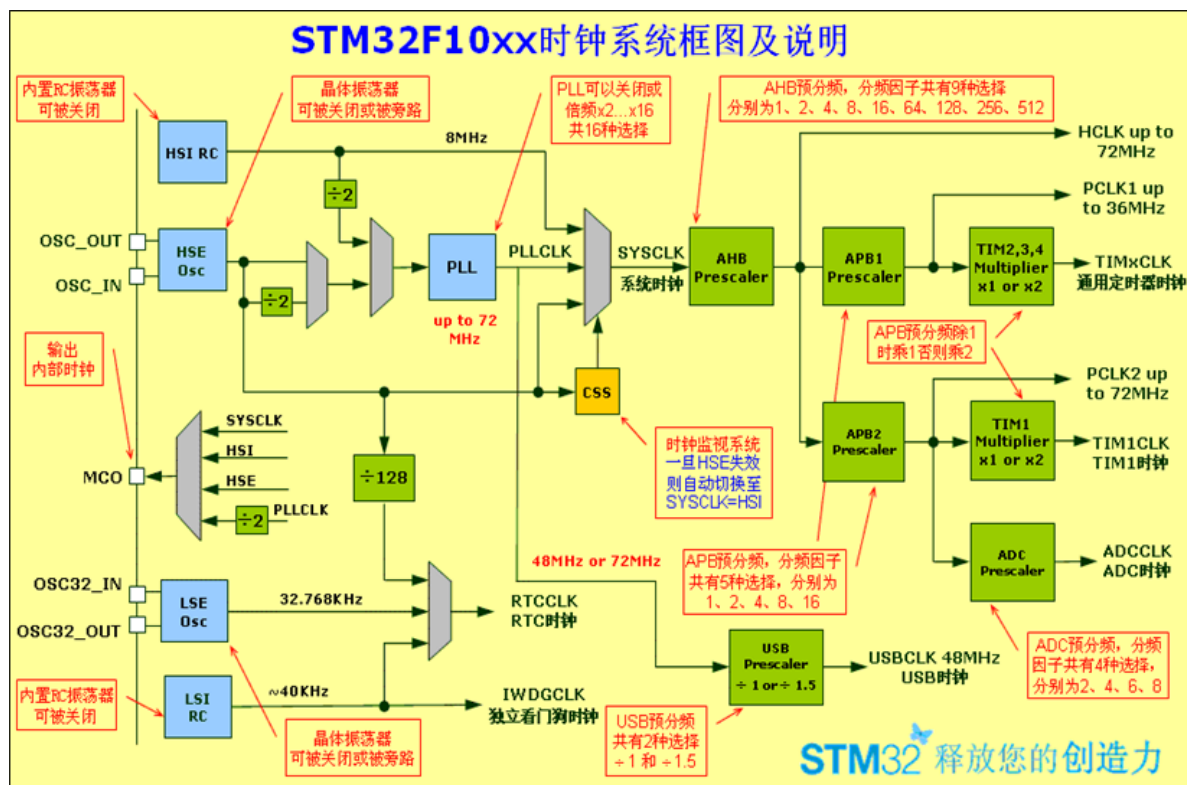 STM32F10xx时钟系统框图及说明
内置RC振荡器
可被关闭
晶体振荡器
可被关闭或被旁路
PLL可以关闭或
倍频x2...x16
共16种选择
AHB预分频，分频因子共有9种选择
分别为1、2、4、8、16、64、128、256、512
HSI RC
8MHz
HCLK up to
72MHz
÷2
PCLK1 up
to 36MHz
OSC_OUT
OSC_IN
HSE
Osc
÷2
PLL
PLLCLK
SYSCLK
系统时钟
AHB
Prescaler
APB1
Prescaler
TIM2,3,4
Multiplier
x1 or x2
TIMxCLK
通用定时器时钟
up to 72
MHz
APB预分频除1
时乘1否则乘2
输出
内部时钟
CSS
PCLK2 up
to 72MHz
SYSCLK
HSI
HSE
PLLCLK
÷2
MCO
时钟监视系统
一旦HSE失效
则自动切换至
SYSCLK=HSI
APB2
Prescaler
TIM1
Multiplier
x1 or x2
TIM1CLK
TIM1时钟
÷128
48MHz or 72MHz
APB预分频，分频因子
共有5种选择，分别为
1、2、4、8、16
ADC
Prescaler
ADCCLK
ADC时钟
OSC32_IN
OSC32_OUT
LSE
Osc
32.768KHz
RTCCLK
RTC时钟
USB
Prescaler
÷ 1 or÷ 1.5
USBCLK 48MHz
USB时钟
ADC预分频，分频
因子共有4种选择，
分别为2、4、6、8
内置RC振荡器
可被关闭
LSI
RC
~40KHz
IWDGCLK
独立看门狗时钟
晶体振荡器
可被关闭或被旁路
USB预分频
共有2种选择
÷1 和 ÷1.5
STM32 释放您的创造力